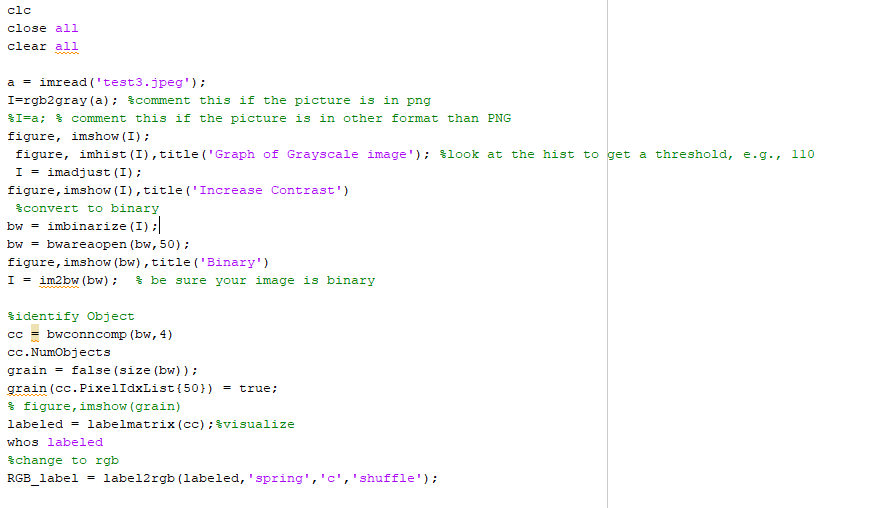 clc
close all
clear all
a = imread('test3.jpeg');
I=rgb2gray(a); %comment this if the picture is in png
%I=a; % comment this if the picture is in other format than PNG
figure, imshow(I);
figure, imhist(I),title('Graph of Grayscale image'); %look at the hist to get a threshold, e.g., 110
I = imadjust(I);
figure,imshow(I),title('Increase Contrast')
%convert to binary
bw = imbinarize(I);
bw = bwareaopen(bw,50);
figure,imshow(bw),title('Binary')
I = im2bw(bw);  % be sure your image is binary
%identify Object
cc = bwconncomp(bw,4)
cc.NumObjects
grain = false(size(bw));
grain(cc.PixelIdxList{50}) = true;
% figure,imshow(grain)
labeled = labelmatrix(cc);%visualize
whos labeled
%change to rgb
RGB_label = label2rgb(labeled,'spring','c','shuffle');